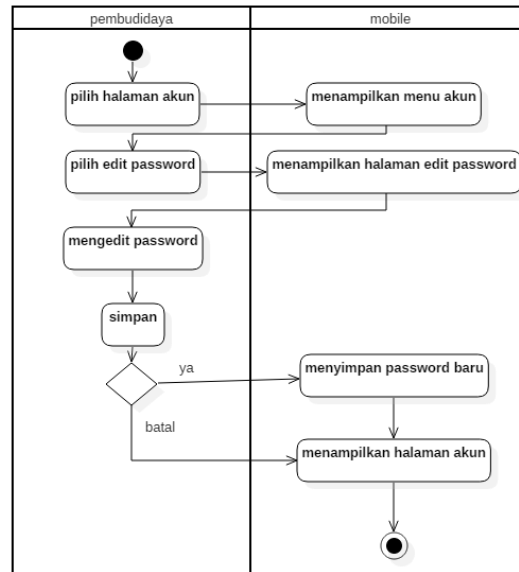 pembudidaya
mobile
pilih halaman akun
menampilkan menu akun
pilih edit password
menampilkan halaman edit password
mengedit password
simpan
ya
menyimpan password baru
batal
menampilkan halaman akun